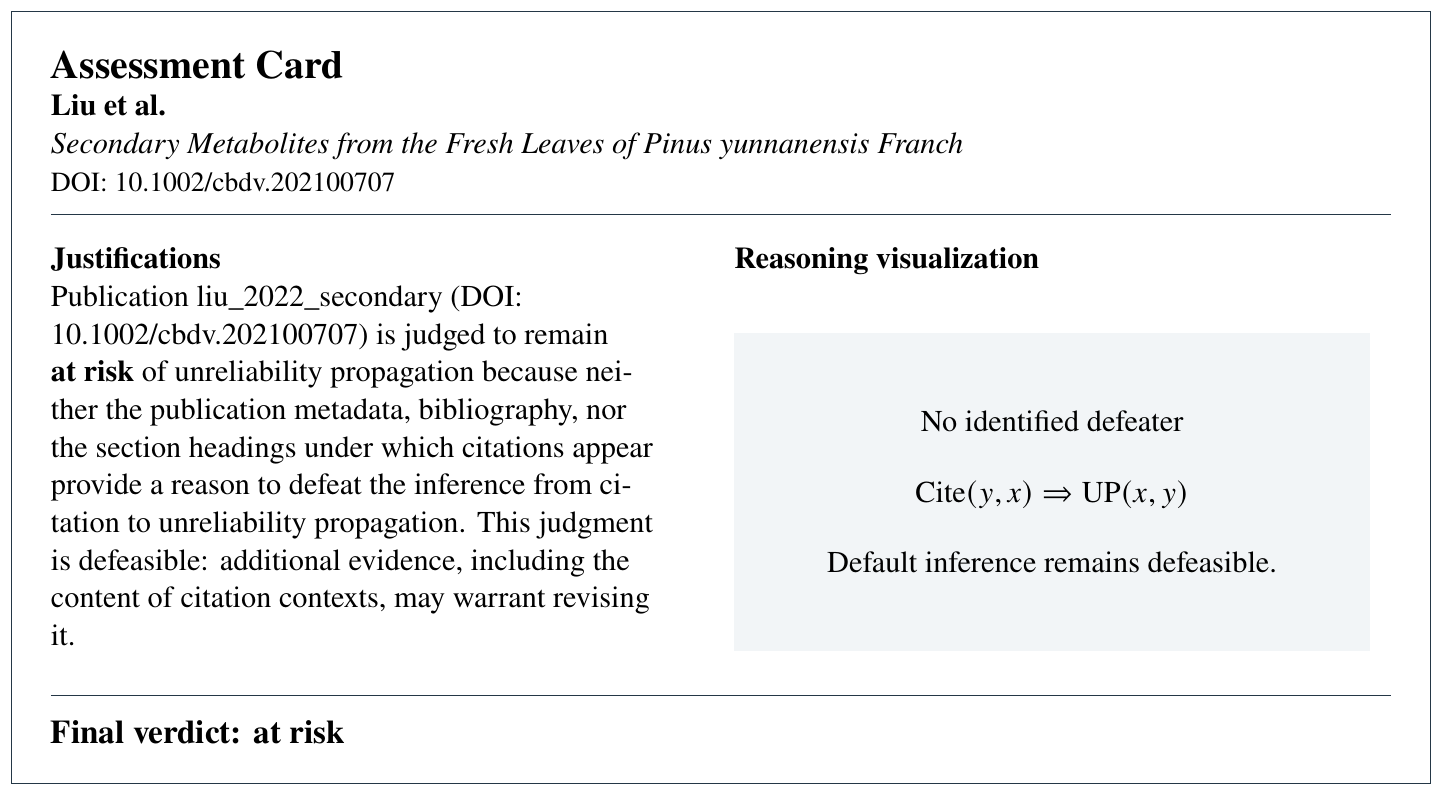 Assessment Card
Liu et al.
Secondary Metabolites from the Fresh Leaves of Pinus yunnanensis Franch
DOI: 10.1002/cbdv.202100707
Justifications
Publication liu_2022_secondary (DOI:
10.1002/cbdv.202100707) is judged to remain
at risk of unreliability propagation because nei-
ther the publication metadata, bibliography, nor
the section headings under which citations appear
provide a reason to defeat the inference from ci-
tation to unreliability propagation. This judgment
is defeasible: additional evidence, including the
content of citation contexts, may warrant revising
it.
Reasoning visualization
No identified defeater
Cite(y, x) ⇒ UP(x, y)
Default inference remains defeasible.
Final verdict: at risk